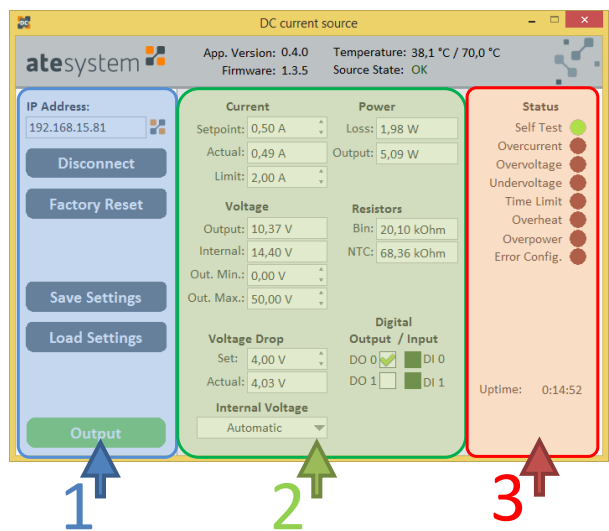 DC current source
atesystem
App. Version: 0.4.0
Firmware: 1.3.5
Temperature: 38,1 °C / 70,0 °C
Source State: OK
IP Address:
192.168.15.81
Disconnect
Factory Reset
Save Settings
Load Settings
Output
Current
Setpoint: 0,50 A
Actual: 0,49 A
Limit: 2,00 A
Power
Loss: 1,98 W
Output: 5,09 W
Voltage
Output: 10,37 V
Internal: 14,40 V
Out. Min.: 0,00 V
Out. Max.: 50,00 V
Resistors
Bin: 20,10 kOhm
NTC: 68,36 kOhm
Voltage Drop
Set: 4,00 V
Actual: 4,03 V
Digital
Output / Input
DO 0 DI 0
DO 1 DI 1
Internal Voltage
Automatic
Status
Self Test
Overcurrent
Overvoltage
Undervoltage
Time Limit
Overheat
Overpower
Error Config.
Uptime: 0:14:52
1
2
3